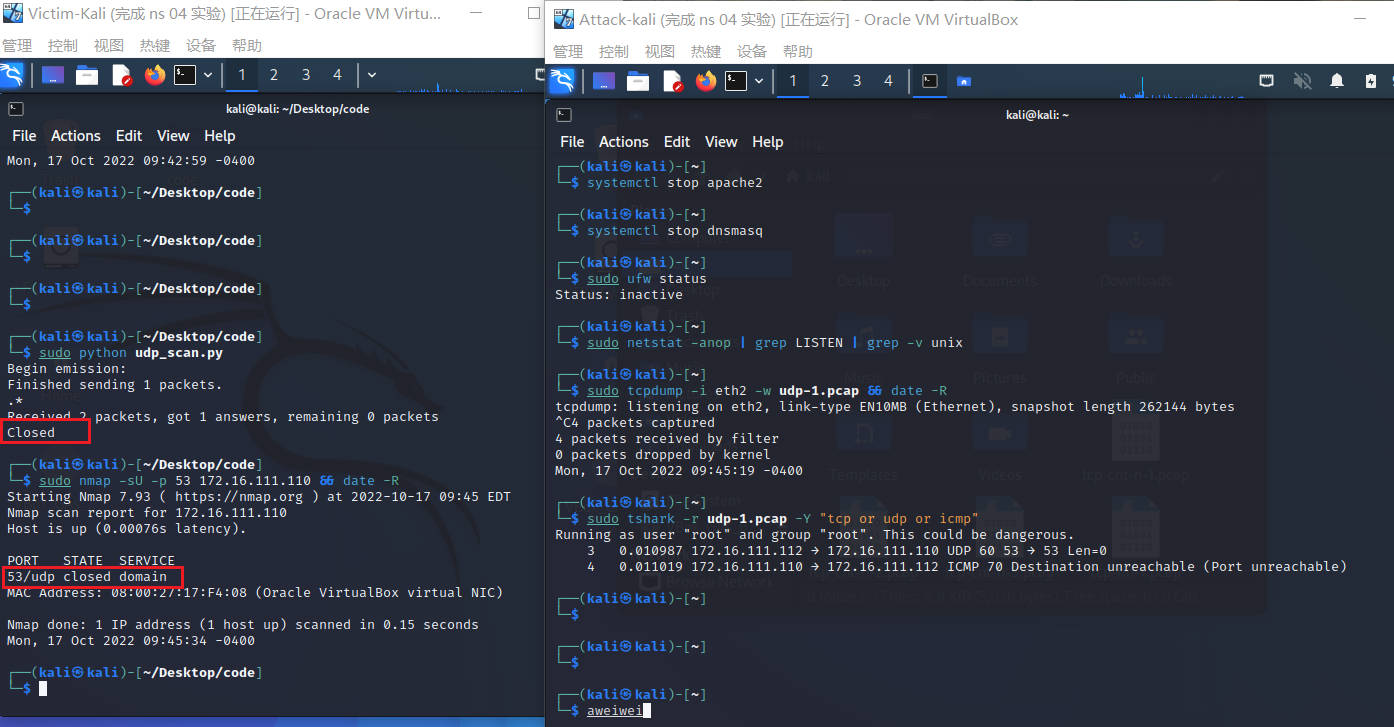 Victim-Kali (完成 ns 04 实验) [正在运行] - Oracle VM Virtu...
管理 控制 视图 热键 设备 帮助
1 2 3 4
kali@kali: ~/Desktop/code
File Actions Edit View Help
Mon, 17 Oct 2022 09:42:59 -0400
┌──(kali㉿kali)-[~/Desktop/code]
└─$
┌──(kali㉿kali)-[~/Desktop/code]
└─$
┌──(kali㉿kali)-[~/Desktop/code]
└─$
┌──(kali㉿kali)-[~/Desktop/code]
└─$ sudo python udp_scan.py
Begin emission:
Finished sending 1 packets.
.*
Received 2 packets, got 1 answers, remaining 0 packets
Closed
┌──(kali㉿kali)-[~/Desktop/code]
└─$ sudo nmap -sU -p 53 172.16.111.110 && date -R
Starting Nmap 7.93 ( https://nmap.org ) at 2022-10-17 09:45 EDT
Nmap scan report for 172.16.111.110
Host is up (0.00076s latency).
PORT STATE SERVICE
53/udp closed domain
MAC Address: 08:00:27:17:F4:08 (Oracle VirtualBox virtual NIC)
Nmap done: 1 IP address (1 host up) scanned in 0.15 seconds
Mon, 17 Oct 2022 09:45:34 -0400
┌──(kali㉿kali)-[~/Desktop/code]
└─$
Attack-kali (完成 ns 04 实验) [正在运行] - Oracle VM VirtualBox
管理 控制 视图 热键 设备 帮助
1 2 3 4
kali@kali: ~
File Actions Edit View Help
┌──(kali㉿kali)-[~]
└─$ systemctl stop apache2
┌──(kali㉿kali)-[~]
└─$ systemctl stop dnsmasq
┌──(kali㉿kali)-[~]
└─$ sudo ufw status
Status: inactive
┌──(kali㉿kali)-[~]
└─$ sudo netstat -anop | grep LISTEN | grep -v unix
┌──(kali㉿kali)-[~]
└─$ sudo tcpdump -i eth2 -w udp-1.pcap && date -R
tcpdump: listening on eth2, link-type EN10MB (Ethernet), snapshot length 262144 bytes
^C4 packets captured
4 packets received by filter
0 packets dropped by kernel
Mon, 17 Oct 2022 09:45:19 -0400
┌──(kali㉿kali)-[~]
└─$ sudo tshark -r udp-1.pcap -Y "tcp or udp or icmp"
Running as user "root" and group "root". This could be dangerous.
3 0.010987 172.16.111.112 → 172.16.111.110 UDP 60 53 → 53 Len=0
4 0.011019 172.16.111.110 → 172.16.111.112 ICMP 70 Destination unreachable (Port unreachable)
┌──(kali㉿kali)-[~]
└─$
┌──(kali㉿kali)-[~]
└─$
┌──(kali㉿kali)-[~]
└─$ aweiwei
Desktop
Documents
Downloads
Pictures
Public
Templates
Videos
tcp-cnt-n-1.pcap
Browse Network